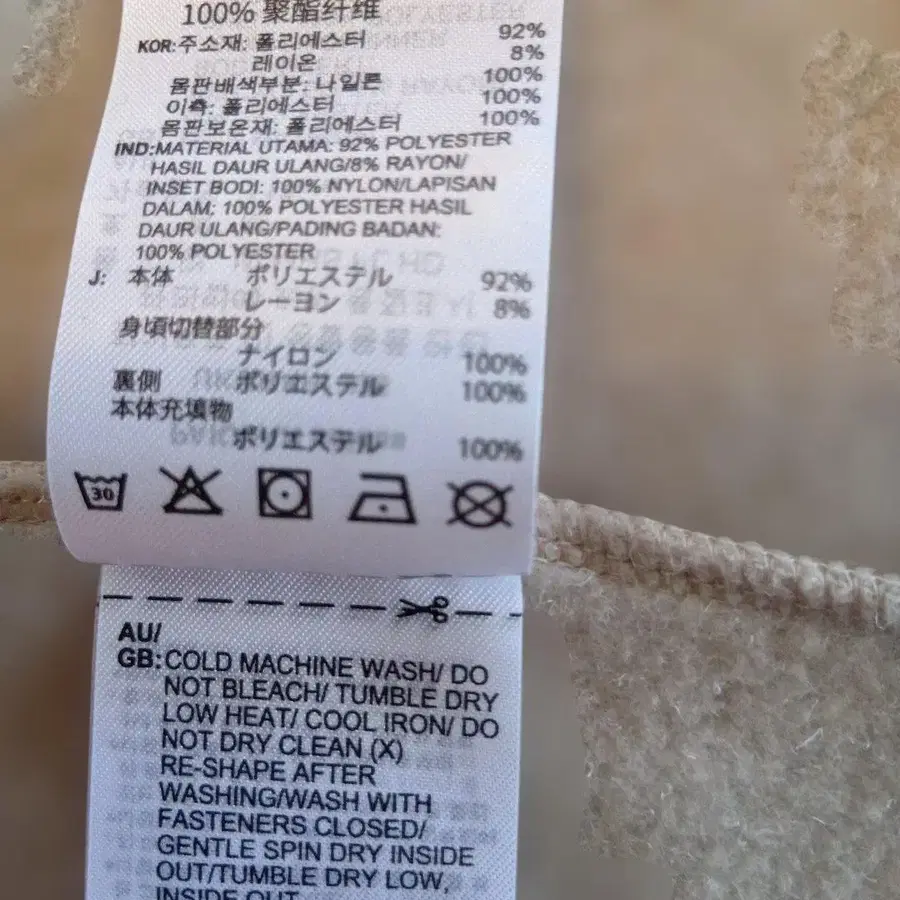 100% 聚酯纤维
KOR:주소재: 폴리에스터 92%
레이온 8%
몸판배색부분: 나일론 100%
이측: 폴리에스터 100%
몸판보온재: 폴리에스터 100%
IND:MATERIAL UTAMA: 92% POLYESTER
HASIL DAUR ULANG/8% RAYON/
INSET BODI: 100% NYLON/LAPISAN
DALAM: 100% POLYESTER HASIL
DAUR ULANG/PADING BADAN:
100% POLYESTER
J: 本体 ポリエステル 92%
レーヨン 8%
身頃切替部分
ナイロン 100%
裏側 ポリエステル 100%
本体充填物
ポリエステル 100%
30
AU/
GB:COLD MACHINE WASH/ DO
NOT BLEACH/ TUMBLE DRY
LOW HEAT/ COOL IRON/ DO
NOT DRY CLEAN (X)
RE-SHAPE AFTER
WASHING/WASH WITH
FASTENERS CLOSED/
GENTLE SPIN DRY INSIDE
OUT/TUMBLE DRY LOW,
INSIDE OUT